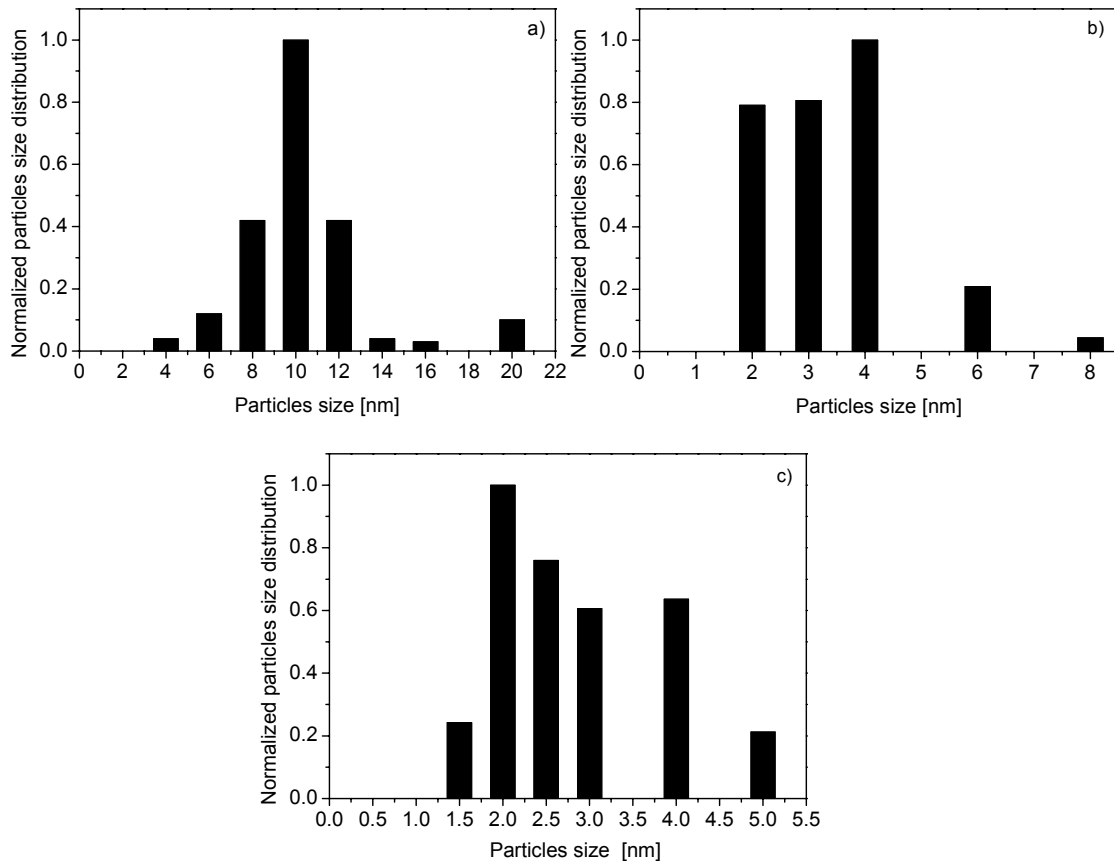 a)
Normalized particles size distribution
1.0
0.8
0.6
0.4
0.2
0.0
0 2 4 6 8 10 12 14 16 20 22
Particles size [nm]
b)
Normalized particles size distribution
1.0
0.8
0.6
0.4
0.2
0.0
0 1 2 3 4 5 6 7 8
Particles size [nm]
c)
Normalized particles size distribution
1.0
0.8
0.6
0.4
0.2
0.0
0.0 0.5 1.0 1.5 2.0 2.5 3.0 3.5 4.0 4.5 5.0 5.5
Particles size [nm]